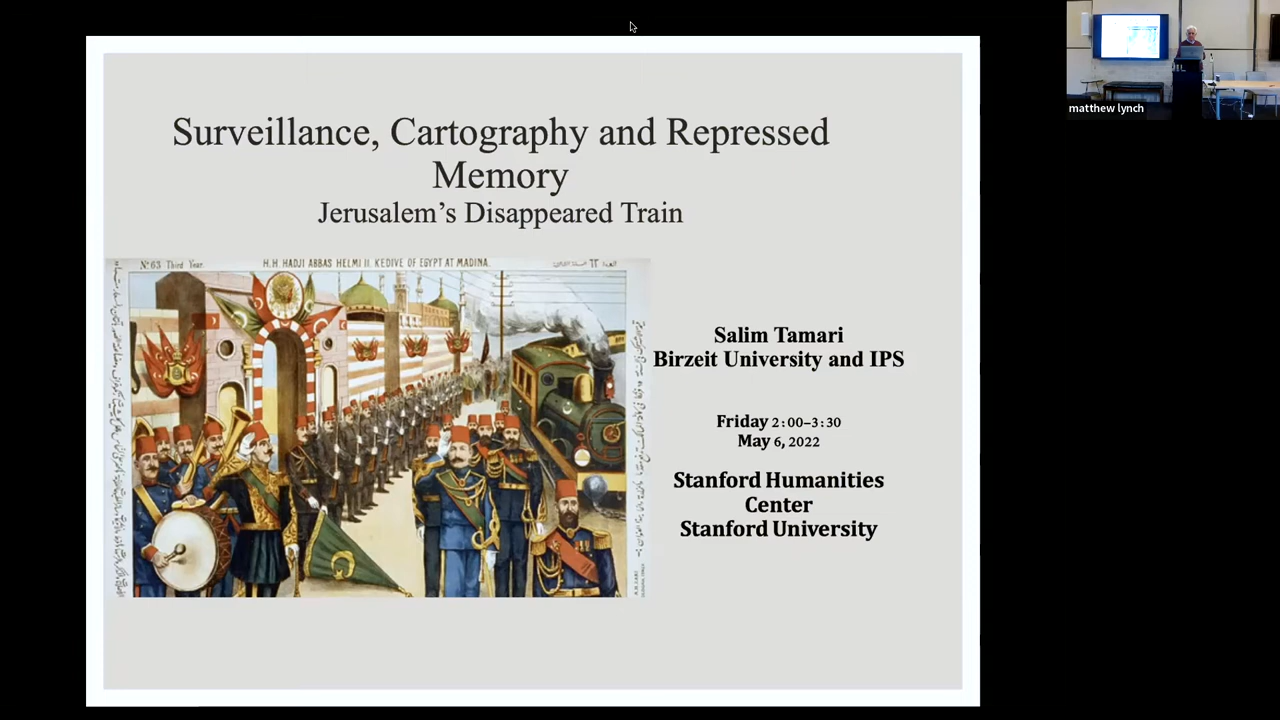 Surveillance, Cartography and Repressed
Memory
Jerusalem's Disappeared Train
Nº 63 Third Year.
H.H. HADJI ABBAS HELMI II. KEDIVE OF EGYPT AT MADINA.
Salim Tamari
Birzeit University and IPS
Friday 2:00–3:30
May 6, 2022
Stanford Humanities
Center
Stanford University
matthew lynch